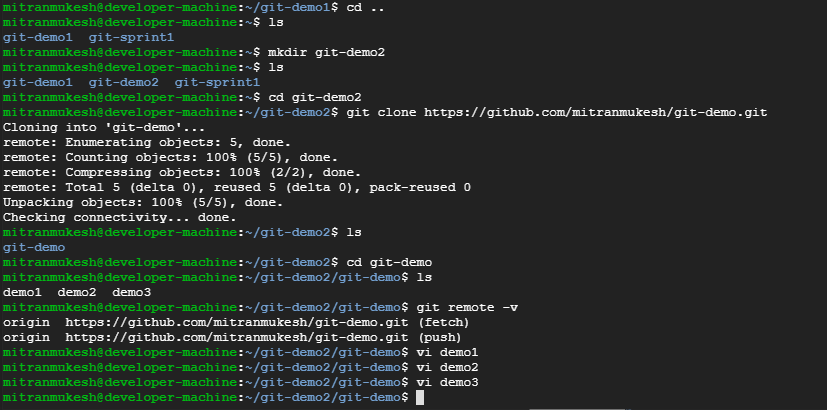 mitranmukesh@developer-machine:~/git-demo1$ cd ..
mitranmukesh@developer-machine:~$ ls
git-demo1  git-sprint1
mitranmukesh@developer-machine:~$ mkdir git-demo2
mitranmukesh@developer-machine:~$ ls
git-demo1  git-demo2  git-sprint1
mitranmukesh@developer-machine:~$ cd git-demo2
mitranmukesh@developer-machine:~/git-demo2$ git clone https://github.com/mitranmukesh/git-demo.git
Cloning into 'git-demo'...
remote: Enumerating objects: 5, done.
remote: Counting objects: 100% (5/5), done.
remote: Compressing objects: 100% (2/2), done.
remote: Total 5 (delta 0), reused 5 (delta 0), pack-reused 0
Unpacking objects: 100% (5/5), done.
Checking connectivity... done.
mitranmukesh@developer-machine:~/git-demo2$ ls
git-demo
mitranmukesh@developer-machine:~/git-demo2$ cd git-demo
mitranmukesh@developer-machine:~/git-demo2/git-demo$ ls
demo1  demo2  demo3
mitranmukesh@developer-machine:~/git-demo2/git-demo$ git remote -v
origin  https://github.com/mitranmukesh/git-demo.git (fetch)
origin  https://github.com/mitranmukesh/git-demo.git (push)
mitranmukesh@developer-machine:~/git-demo2/git-demo$ vi demo1
mitranmukesh@developer-machine:~/git-demo2/git-demo$ vi demo2
mitranmukesh@developer-machine:~/git-demo2/git-demo$ vi demo3
mitranmukesh@developer-machine:~/git-demo2/git-demo$